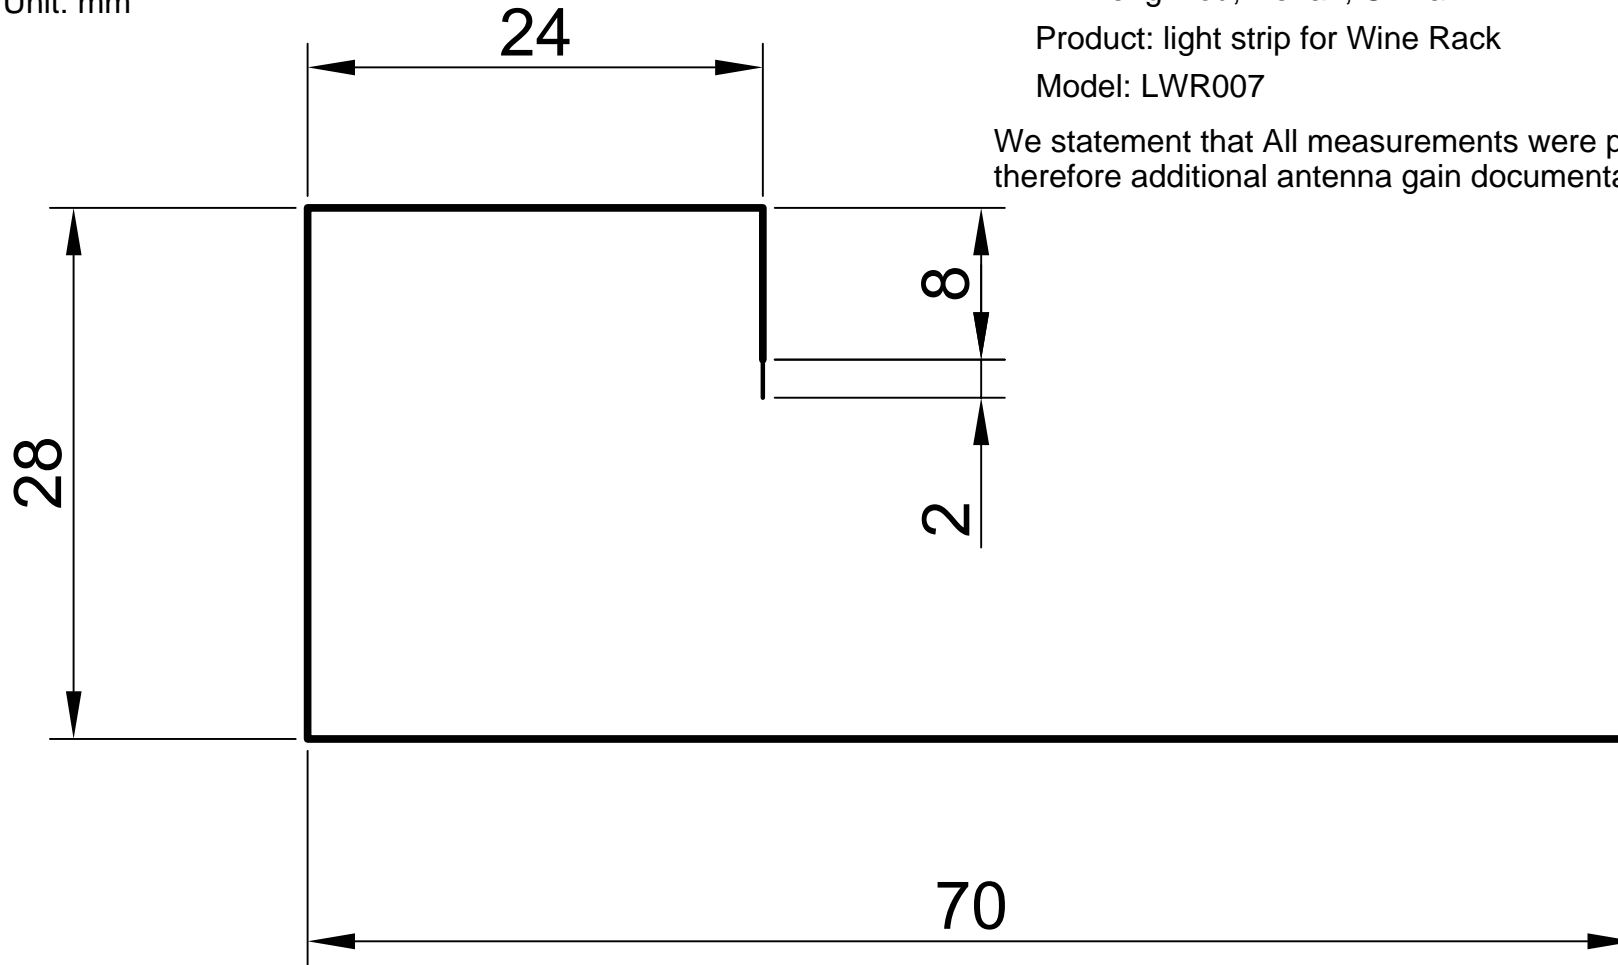 Unit: mm
24
Product: light strip for Wine Rack
Model: LWR007
We statement that All measurements were
therefore additional antenna gain
8
28
2
70